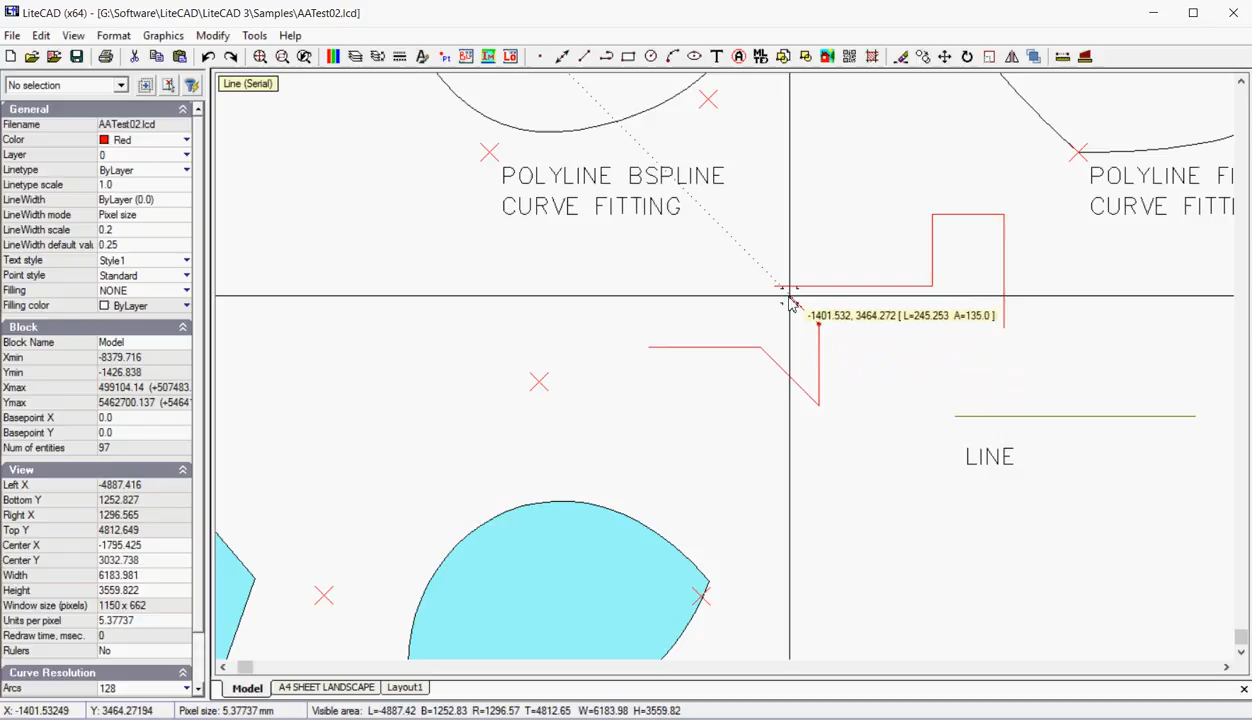 LiteCAD (x64) - [G:\Software\LiteCAD\LiteCAD 3\Samples\AATest02.lcd]
File Edit View Format Graphics Modify Tools Help
No selection
Line (Serial)
General
Filename AATest02.lcd
Color Red
Layer 0
Linetype ByLayer
Linetype scale 1.0
LineWidth ByLayer (0.0)
LineWidth mode Pixel size
LineWidth scale 0.2
LineWidth default valu 0.25
Text style Style1
Point style Standard
Filling NONE
Filling color ByLayer
Block
Block Name Model
Xmin -8379.716
Ymin -1426.838
Xmax 499104.14 (+507483.
Ymax 5462700.137 (+5464
Basepoint X 0.0
Basepoint Y 0.0
Num of entities 97
View
Left X -4887.416
Bottom Y 1252.827
Right X 1296.565
Top Y 4812.649
Center X -1795.425
Center Y 3032.738
Width 6183.981
Height 3559.822
Window size (pixels) 1150 x 662
Units per pixel 5.37737
Redraw time, msec. 0
Rulers No
Curve Resolution
Arcs 128
POLYLINE BSPLINE
CURVE FITTING
POLYLINE FI
CURVE FITTI
-1401.532, 3464.272 [ L=245.253 A=135.0 ]
LINE
Model A4 SHEET LANDSCAPE Layout1
X: -1401.53249 Y: 3464.27194 Pixel size: 5.37737 mm Visible area: L=-4887.42 B=1252.83 R=1296.57 T=4812.65 W=6183.98 H=3559.82